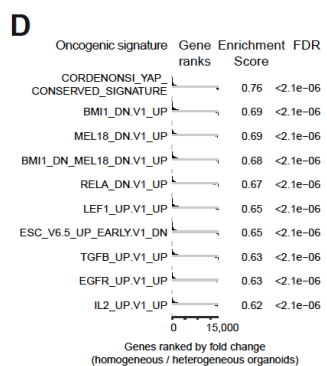 D
Oncogenic signature Gene ranks Enrichment Score FDR
CORDENONSI_YAP_
CONSERVED_SIGNATURE 0.76 <2.1e-06
BMI1_DN.V1_UP 0.69 <2.1e-06
MEL18_DN.V1_UP 0.69 <2.1e-06
BMI1_DN_MEL18_DN.V1_UP 0.68 <2.1e-06
RELA_DN.V1_UP 0.67 <2.1e-06
LEF1_UP.V1_UP 0.65 <2.1e-06
ESC_V6.5_UP_EARLY.V1_DN 0.65 <2.1e-06
TGFB_UP.V1_UP 0.63 <2.1e-06
EGFR_UP.V1_UP 0.63 <2.1e-06
IL2_UP.V1_UP 0.62 <2.1e-06
0 15,000
Genes ranked by fold change
(homogeneous / heterogeneous organoids)